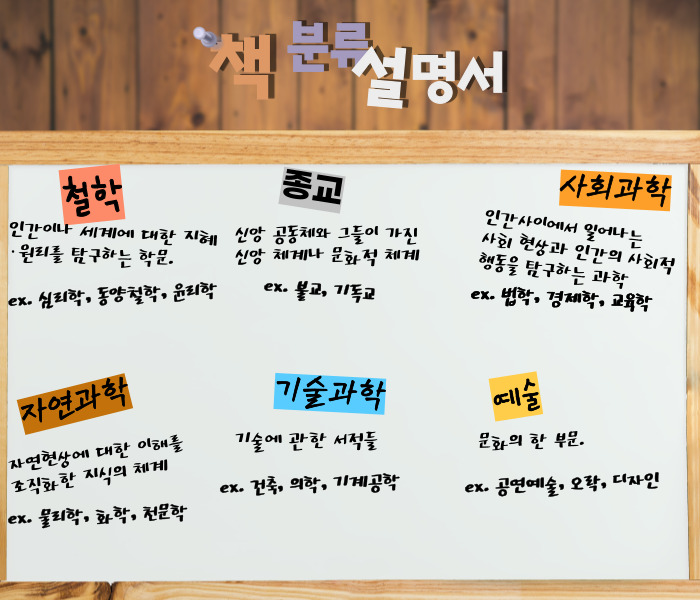 책 분류 설명서
철학
인간이나 세계에 대한 지혜
·원리를 탐구하는 학문.
ex. 심리학, 동양철학, 윤리학
종교
신앙 공동체와 그들이 가진
신앙 체계나 문화적 체계
ex. 불교, 기독교
사회과학
인간사이에서 일어나는
사회 현상과 인간의 사회적
행동을 탐구하는 과학
ex. 법학, 경제학, 교육학
자연과학
자연현상에 대한 이해를
조직화한 지식의 체계
ex. 물리학, 화학, 천문학
기술과학
기술에 관한 서적들
ex. 건축, 의학, 기계공학
예술
문화의 한 부문.
ex. 공연예술, 오락, 디자인